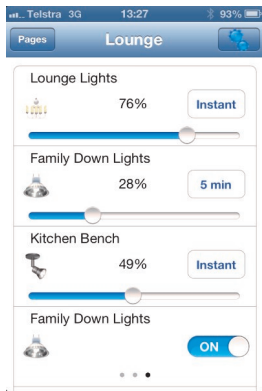 Telstra 3G 13:27 93%
Pages Lounge
Lounge Lights
76% Instant
Family Down Lights
28% 5 min
Kitchen Bench
49% Instant
Family Down Lights
ON